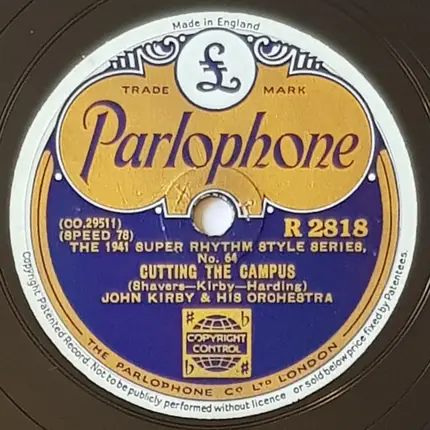 Made in England
£
TRADE MARK
Parlophone
(CO.29511)
(SPEED 78)
R 2818
THE 1941 SUPER RHYTHM STYLE SERIES,
No. 64
CUTTING THE CAMPUS
(Shavers—Kirby—Harding)
JOHN KIRBY & HIS ORCHESTRA
COPYRIGHT
CONTROL
THE PARLOPHONE Co LTD LONDON
Copyright Patented Record. Not to be publicly performed without licence or sold below price fixed by Patentees.